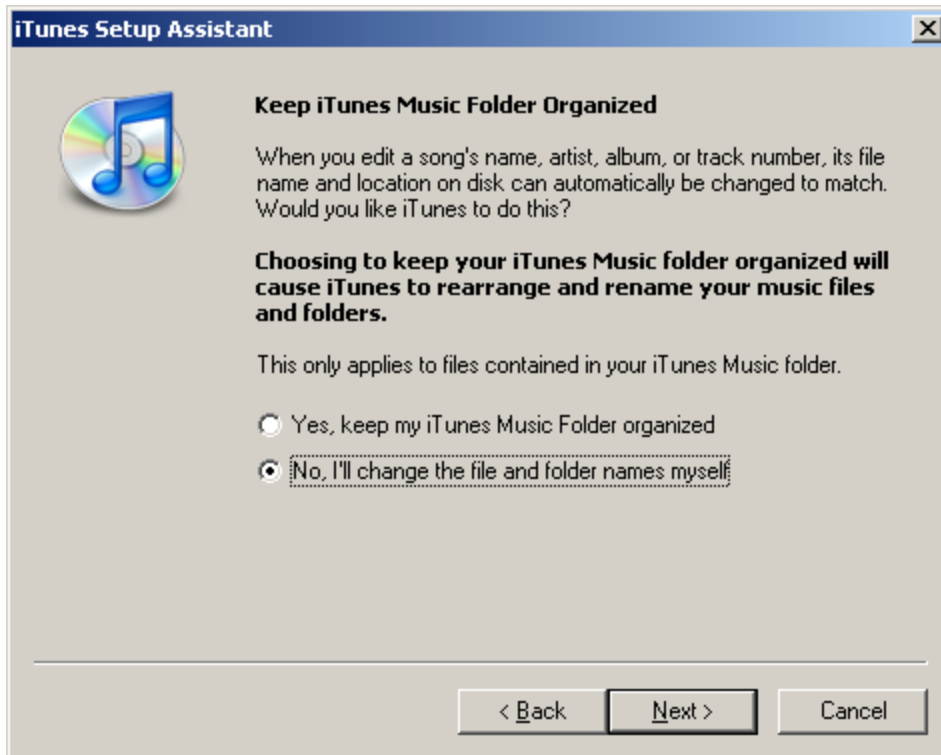 iTunes Setup Assistant
Keep iTunes Music Folder Organized
When you edit a song's name, artist, album, or track number, its file
name and location on disk can automatically be changed to match.
Would you like iTunes to do this?
Choosing to keep your iTunes Music folder organized will
cause iTunes to rearrange and rename your music files
and folders.
This only applies to files contained in your iTunes Music folder.
Yes, keep my iTunes Music Folder organized
No, I'll change the file and folder names myself
< Back Next > Cancel